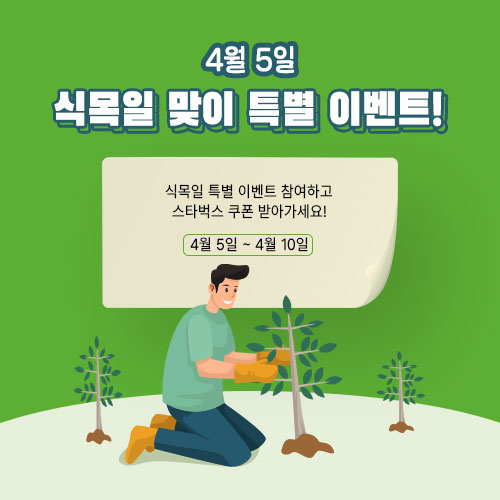 4월 5일
식목일 맞이 특별 이벤트!
식목일 특별 이벤트 참여하고
스타벅스 쿠폰 받아가세요!
4월 5일 ~ 4월 10일